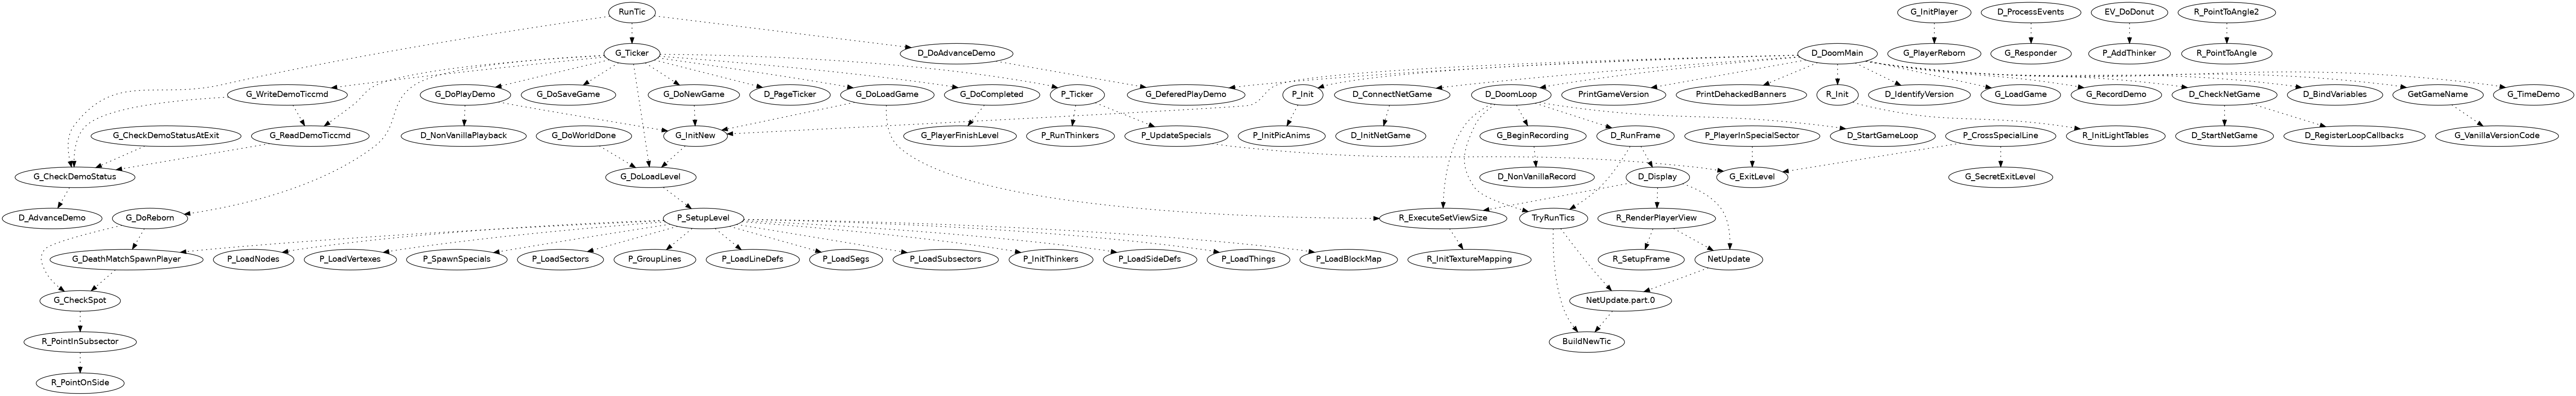 RunTic
G_InitPlayer
D_ProcessEvents
EV_DoDonut
R_PointToAngle2
G_Ticker
D_DoAdvanceDemo
D_DoomMain
G_PlayerReborn
G_Responder
P_AddThinker
R_PointToAngle
G_WriteDemoTiccmd
G_DoPlayDemo
G_DoSaveGame
G_DoNewGame
D_PageTicker
G_DoLoadGame
G_DoCompleted
P_Ticker
G_DeferedPlayDemo
P_Init
D_ConnectNetGame
D_DoomLoop
PrintGameVersion
PrintDehackedBanners
R_Init
D_IdentifyVersion
G_LoadGame
G_RecordDemo
D_CheckNetGame
D_BindVariables
GetGameName
G_TimeDemo
G_CheckDemoStatusAtExit
G_ReadDemoTiccmd
D_NonVanillaPlayback
G_DoWorldDone
G_InitNew
G_PlayerFinishLevel
P_RunThinkers
P_UpdateSpecials
P_InitPicAnims
D_InitNetGame
G_BeginRecording
D_RunFrame
P_PlayerInSpecialSector
D_StartGameLoop
P_CrossSpecialLine
R_InitLightTables
D_StartNetGame
D_RegisterLoopCallbacks
G_VanillaVersionCode
G_CheckDemoStatus
G_DoLoadLevel
D_NonVanillaRecord
D_Display
G_ExitLevel
G_SecretExitLevel
D_AdvanceDemo
G_DoReborn
P_SetupLevel
R_ExecuteSetViewSize
TryRunTics
R_RenderPlayerView
G_DeathMatchSpawnPlayer
P_LoadNodes
P_LoadVertexes
P_SpawnSpecials
P_LoadSectors
P_GroupLines
P_LoadLineDefs
P_LoadSegs
P_LoadSubsectors
P_InitThinkers
P_LoadSideDefs
P_LoadThings
P_LoadBlockMap
R_InitTextureMapping
R_SetupFrame
NetUpdate
G_CheckSpot
NetUpdate.part.0
R_PointInSubsector
BuildNewTic
R_PointOnSide